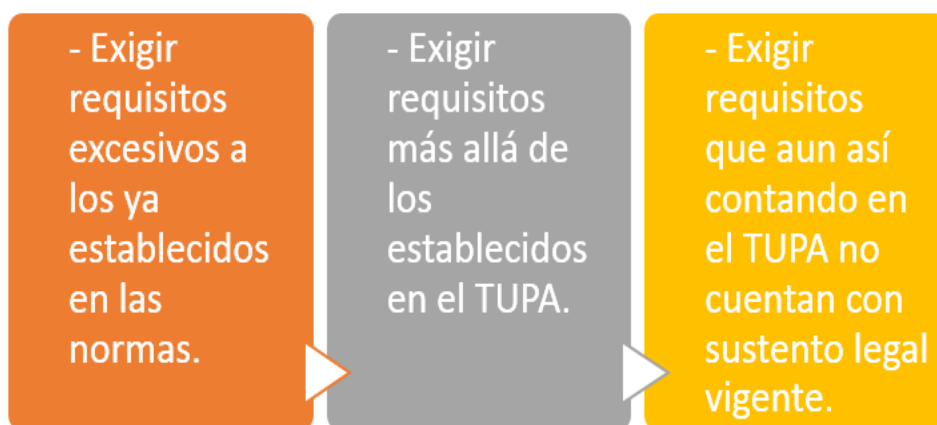 - Exigir
requisitos
excesivos a
los ya
establecidos
en las
normas.
- Exigir
requisitos
más allá de
los
establecidos
en el TUPA.
- Exigir
requisitos
que aun así
contando en
el TUPA no
cuentan con
sustento legal
vigente.